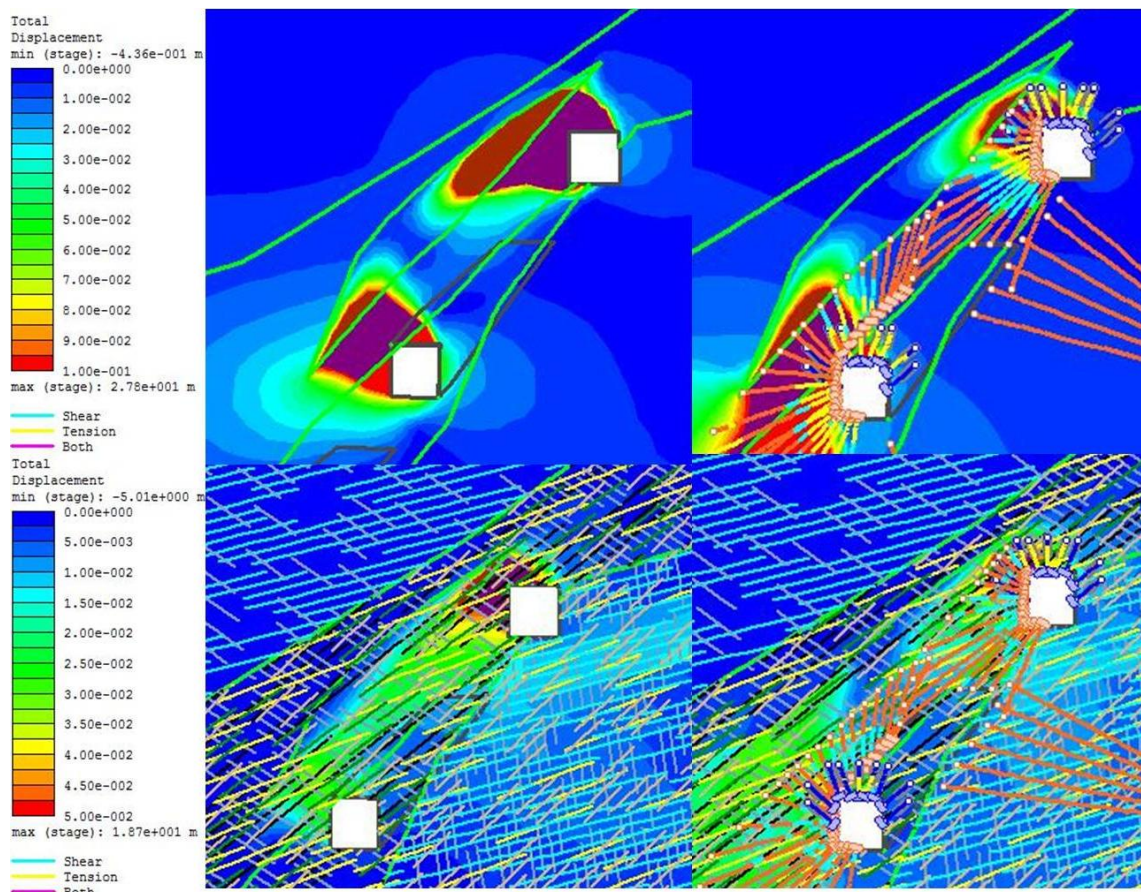 Total
Displacement
min (stage): -4.36e-001 m
0.00e+000
1.00e-002
2.00e-002
3.00e-002
4.00e-002
5.00e-002
6.00e-002
7.00e-002
8.00e-002
9.00e-002
1.00e-001
max (stage): 2.78e+001 m
Shear
Tension
Both
Total
Displacement
min (stage): -5.01e+000 m
0.00e+000
5.00e-003
1.00e-002
1.50e-002
2.00e-002
2.50e-002
3.00e-002
3.50e-002
4.00e-002
4.50e-002
5.00e-002
max (stage): 1.87e+001 m
Shear
Tension
Both